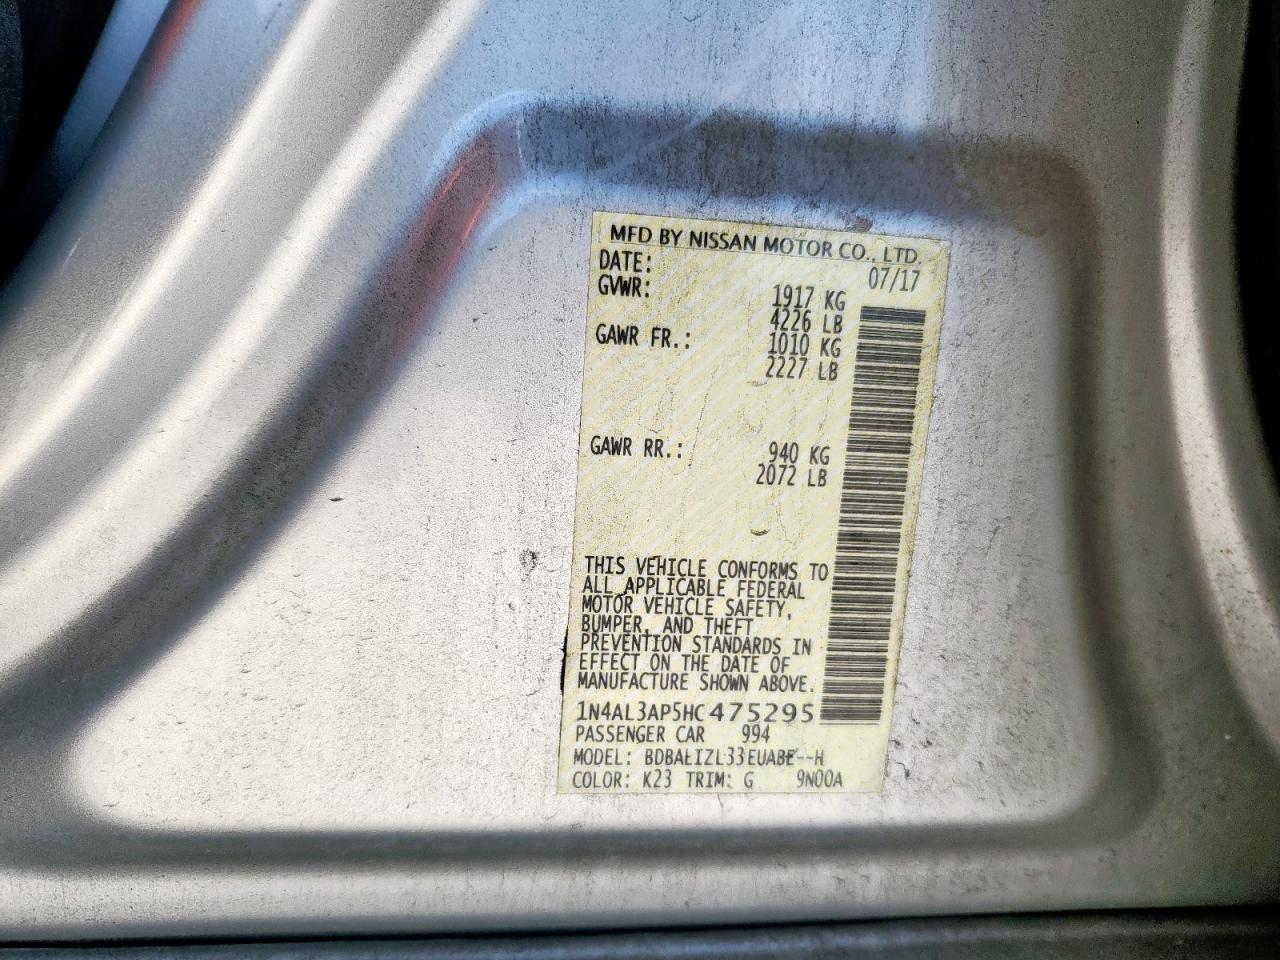 MFD BY NISSAN MOTOR CO., LTD.
DATE: 07/17
GVWR: 1917 KG
4226 LB
GAWR FR.: 1010 KG
2227 LB
GAWR RR.: 940 KG
2072 LB
THIS VEHICLE CONFORMS TO
ALL APPLICABLE FEDERAL
MOTOR VEHICLE SAFETY,
BUMPER, AND THEFT
PREVENTION STANDARDS IN
EFFECT ON THE DATE OF
MANUFACTURE SHOWN ABOVE.
1N4AL3AP5HC475295
PASSENGER CAR 994
MODEL:
COLOR: K23 TRIM: G 9N00A